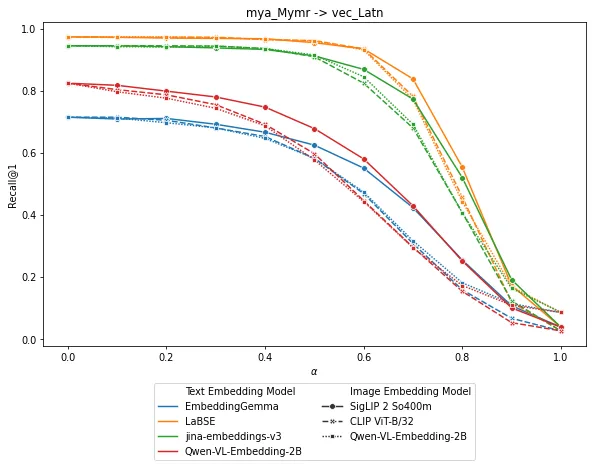 mya_Mymr -> vec_Latn
1.0
0.8
0.6
0.4
0.2
0.0
Recall@1
0.0 0.2 0.4 0.6 0.8 1.0
α
Text Embedding Model Image Embedding Model
EmbeddingGemma SigLIP 2 So400m
LaBSE CLIP ViT-B/32
jina-embeddings-v3 Qwen-VL-Embedding-2B
Qwen-VL-Embedding-2B